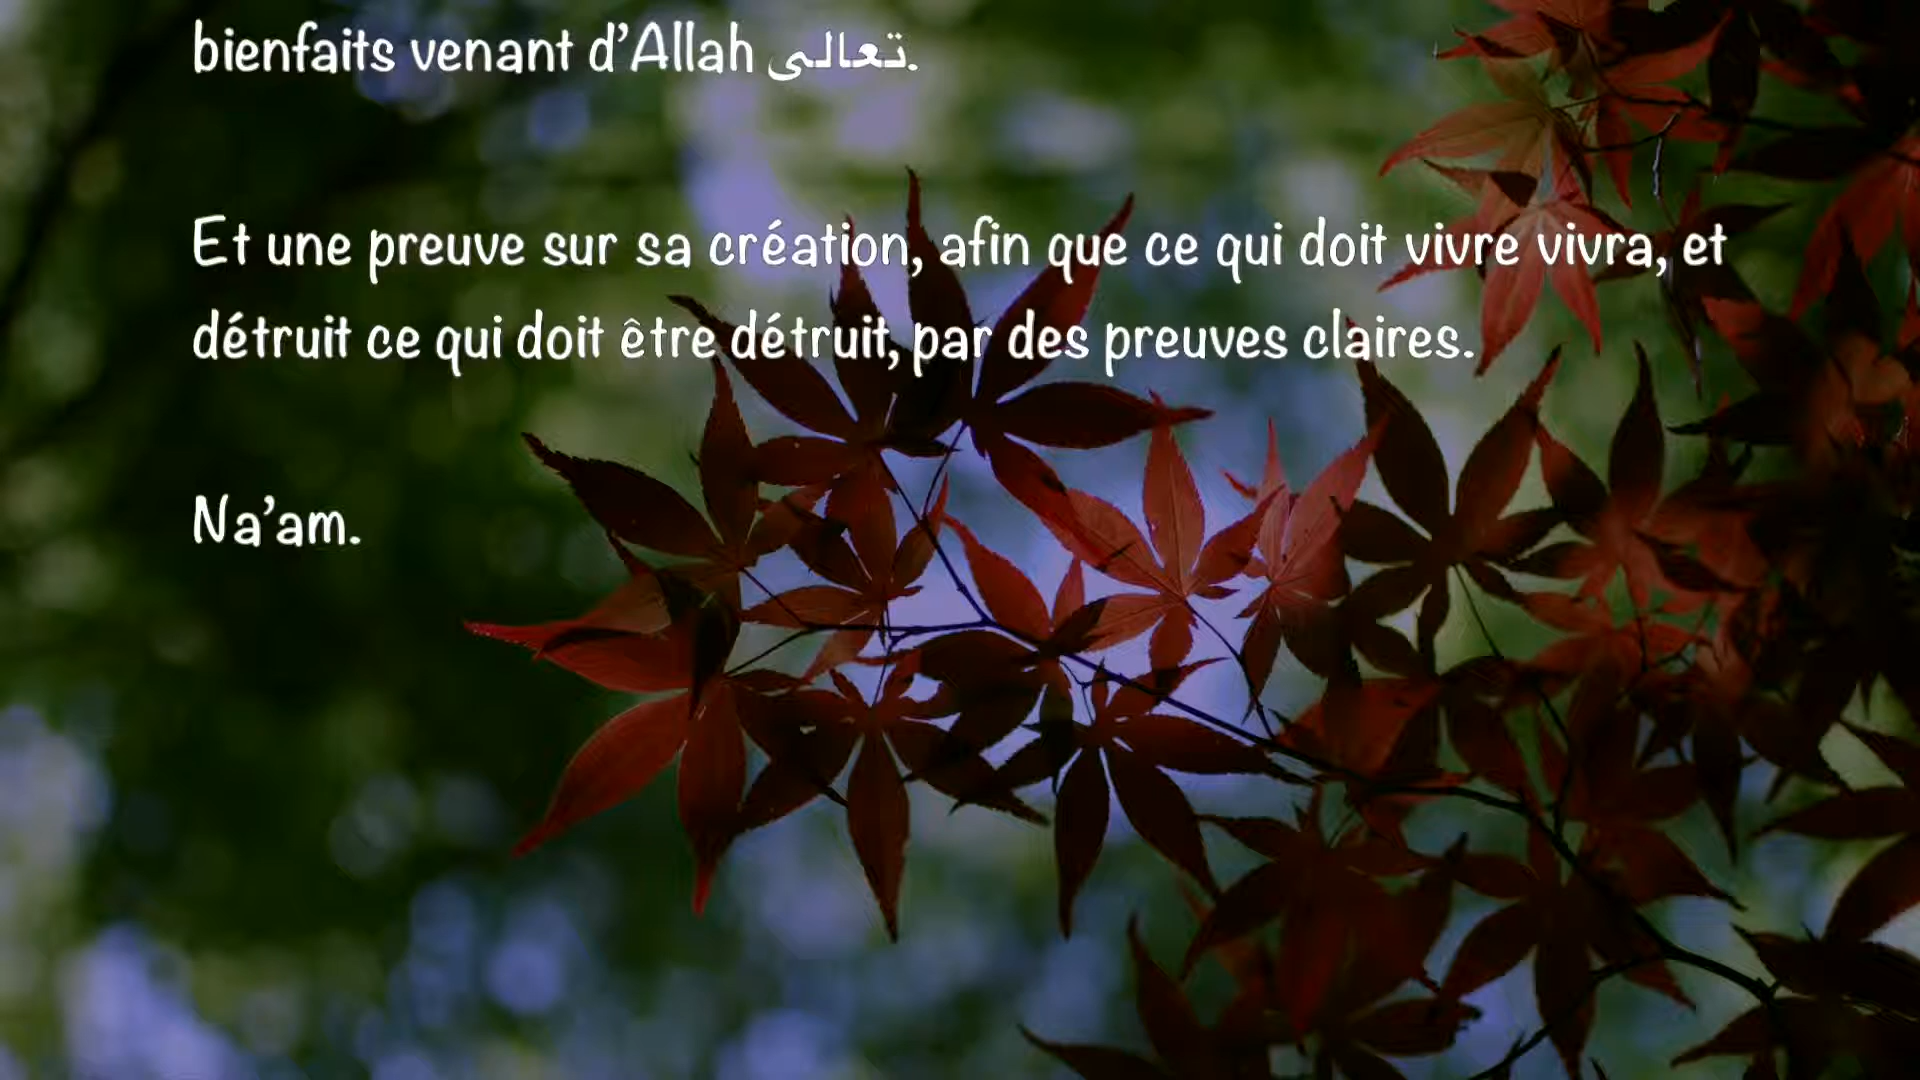 bienfaits venant d’Allah تعالى.
Et une preuve sur sa création, afin que ce qui doit vivre vivra, et
détruit ce qui doit être détruit, par des preuves claires.
Na’am.